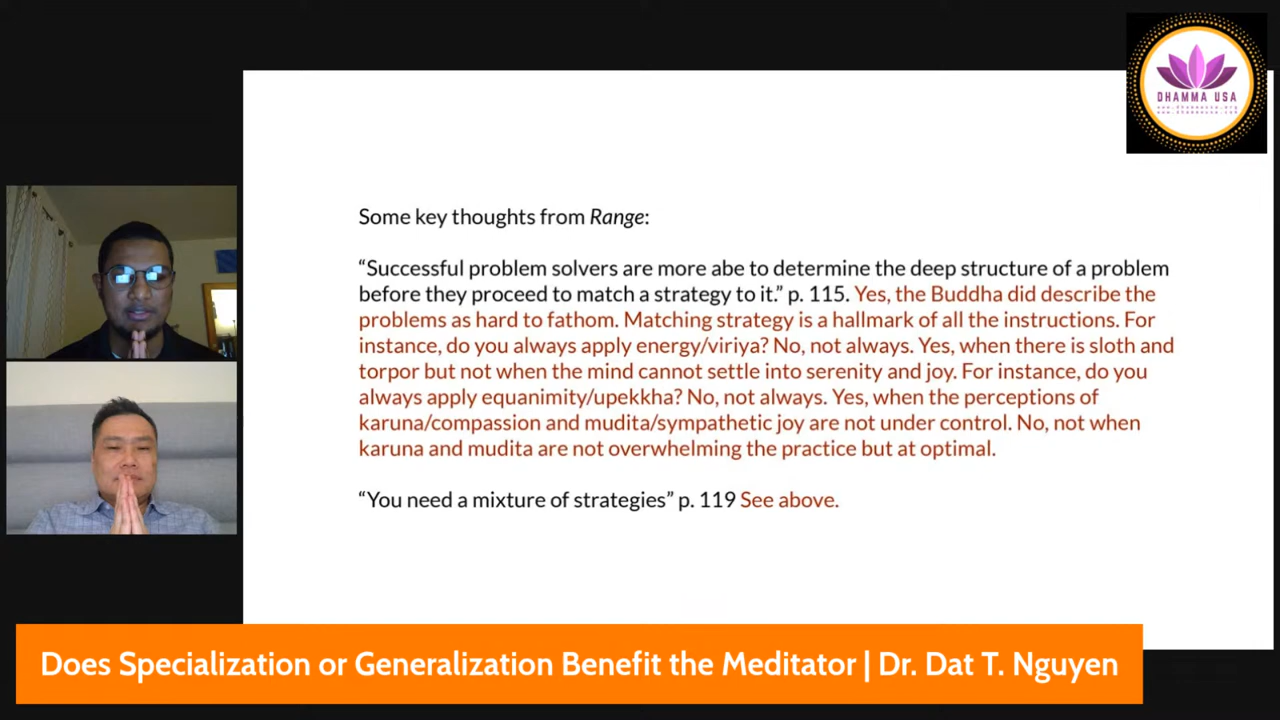 DHAMMA USA
Some key thoughts from Range:
“Successful problem solvers are more abe to determine the deep structure of a problem
before they proceed to match a strategy to it.” p. 115. Yes, the Buddha did describe the
problems as hard to fathom. Matching strategy is a hallmark of all the instructions. For
instance, do you always apply energy/viriya? No, not always. Yes, when there is sloth and
torpor but not when the mind cannot settle into serenity and joy. For instance, do you
always apply equanimity/upekkha? No, not always. Yes, when the perceptions of
karuna/compassion and mudita/sympathetic joy are not under control. No, not when
karuna and mudita are not overwhelming the practice but at optimal.
“You need a mixture of strategies” p. 119 See above.
Does Specialization or Generalization Benefit the Meditator | Dr. Dat T. Nguyen